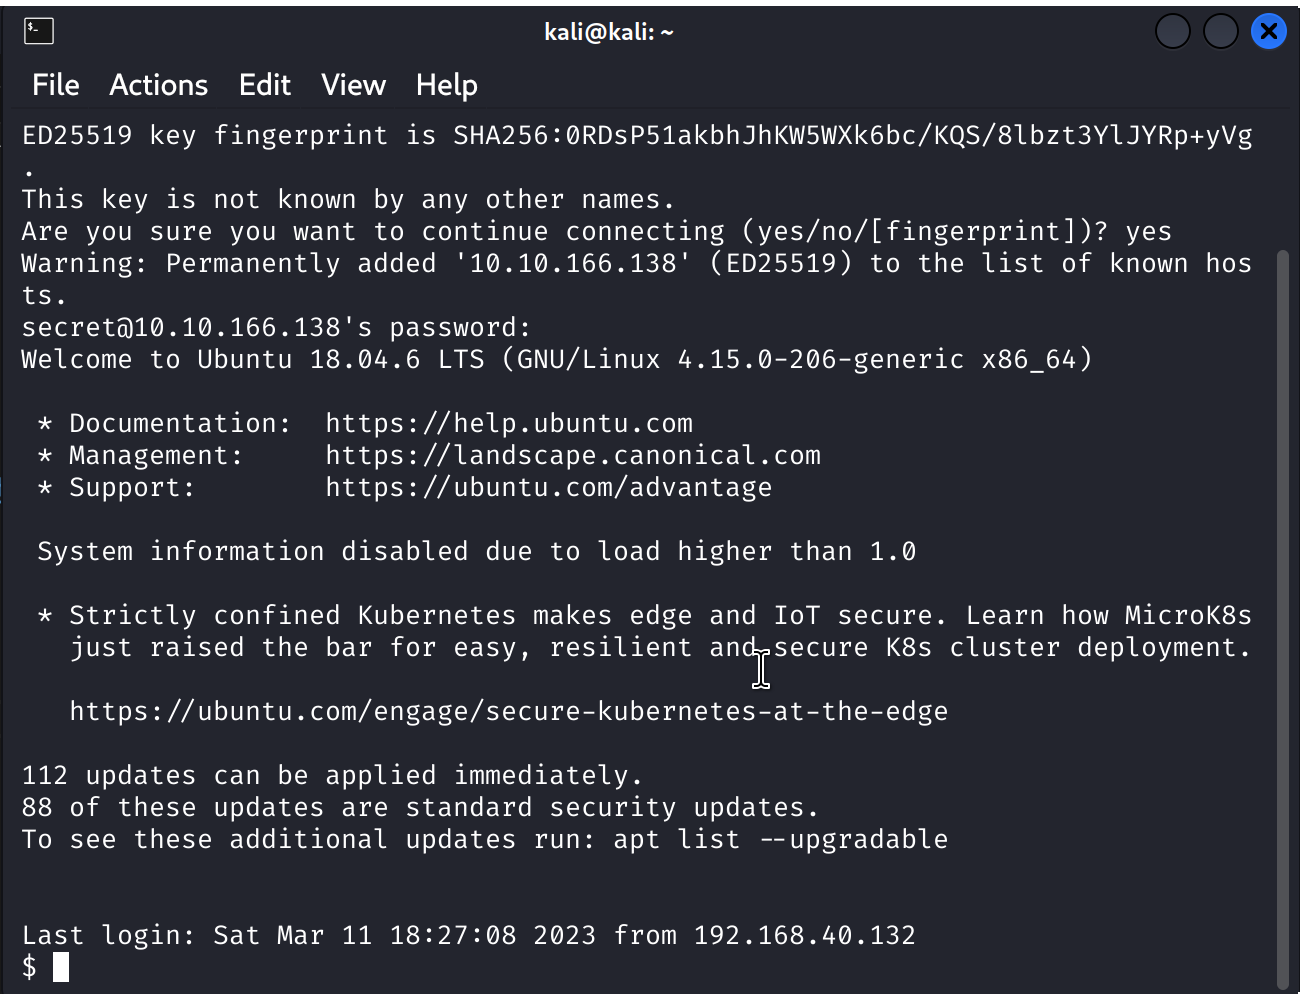 kali@kali: ~
File Actions Edit View Help
ED25519 key fingerprint is SHA256:0RDsP51akbhJhKW5WXk6bc/KQS/8lbzt3YlJYRp+yVg
.
This key is not known by any other names.
Are you sure you want to continue connecting (yes/no/[fingerprint])? yes
Warning: Permanently added '10.10.166.138' (ED25519) to the list of known hos
ts.
secret@10.10.166.138's password:
Welcome to Ubuntu 18.04.6 LTS (GNU/Linux 4.15.0-206-generic x86_64)
* Documentation:  https://help.ubuntu.com
* Management:     https://landscape.canonical.com
* Support:        https://ubuntu.com/advantage
System information disabled due to load higher than 1.0
* Strictly confined Kubernetes makes edge and IoT secure. Learn how MicroK8s
just raised the bar for easy, resilient and secure K8s cluster deployment.
https://ubuntu.com/engage/secure-kubernetes-at-the-edge
112 updates can be applied immediately.
88 of these updates are standard security updates.
To see these additional updates run: apt list --upgradable
Last login: Sat Mar 11 18:27:08 2023 from 192.168.40.132
$